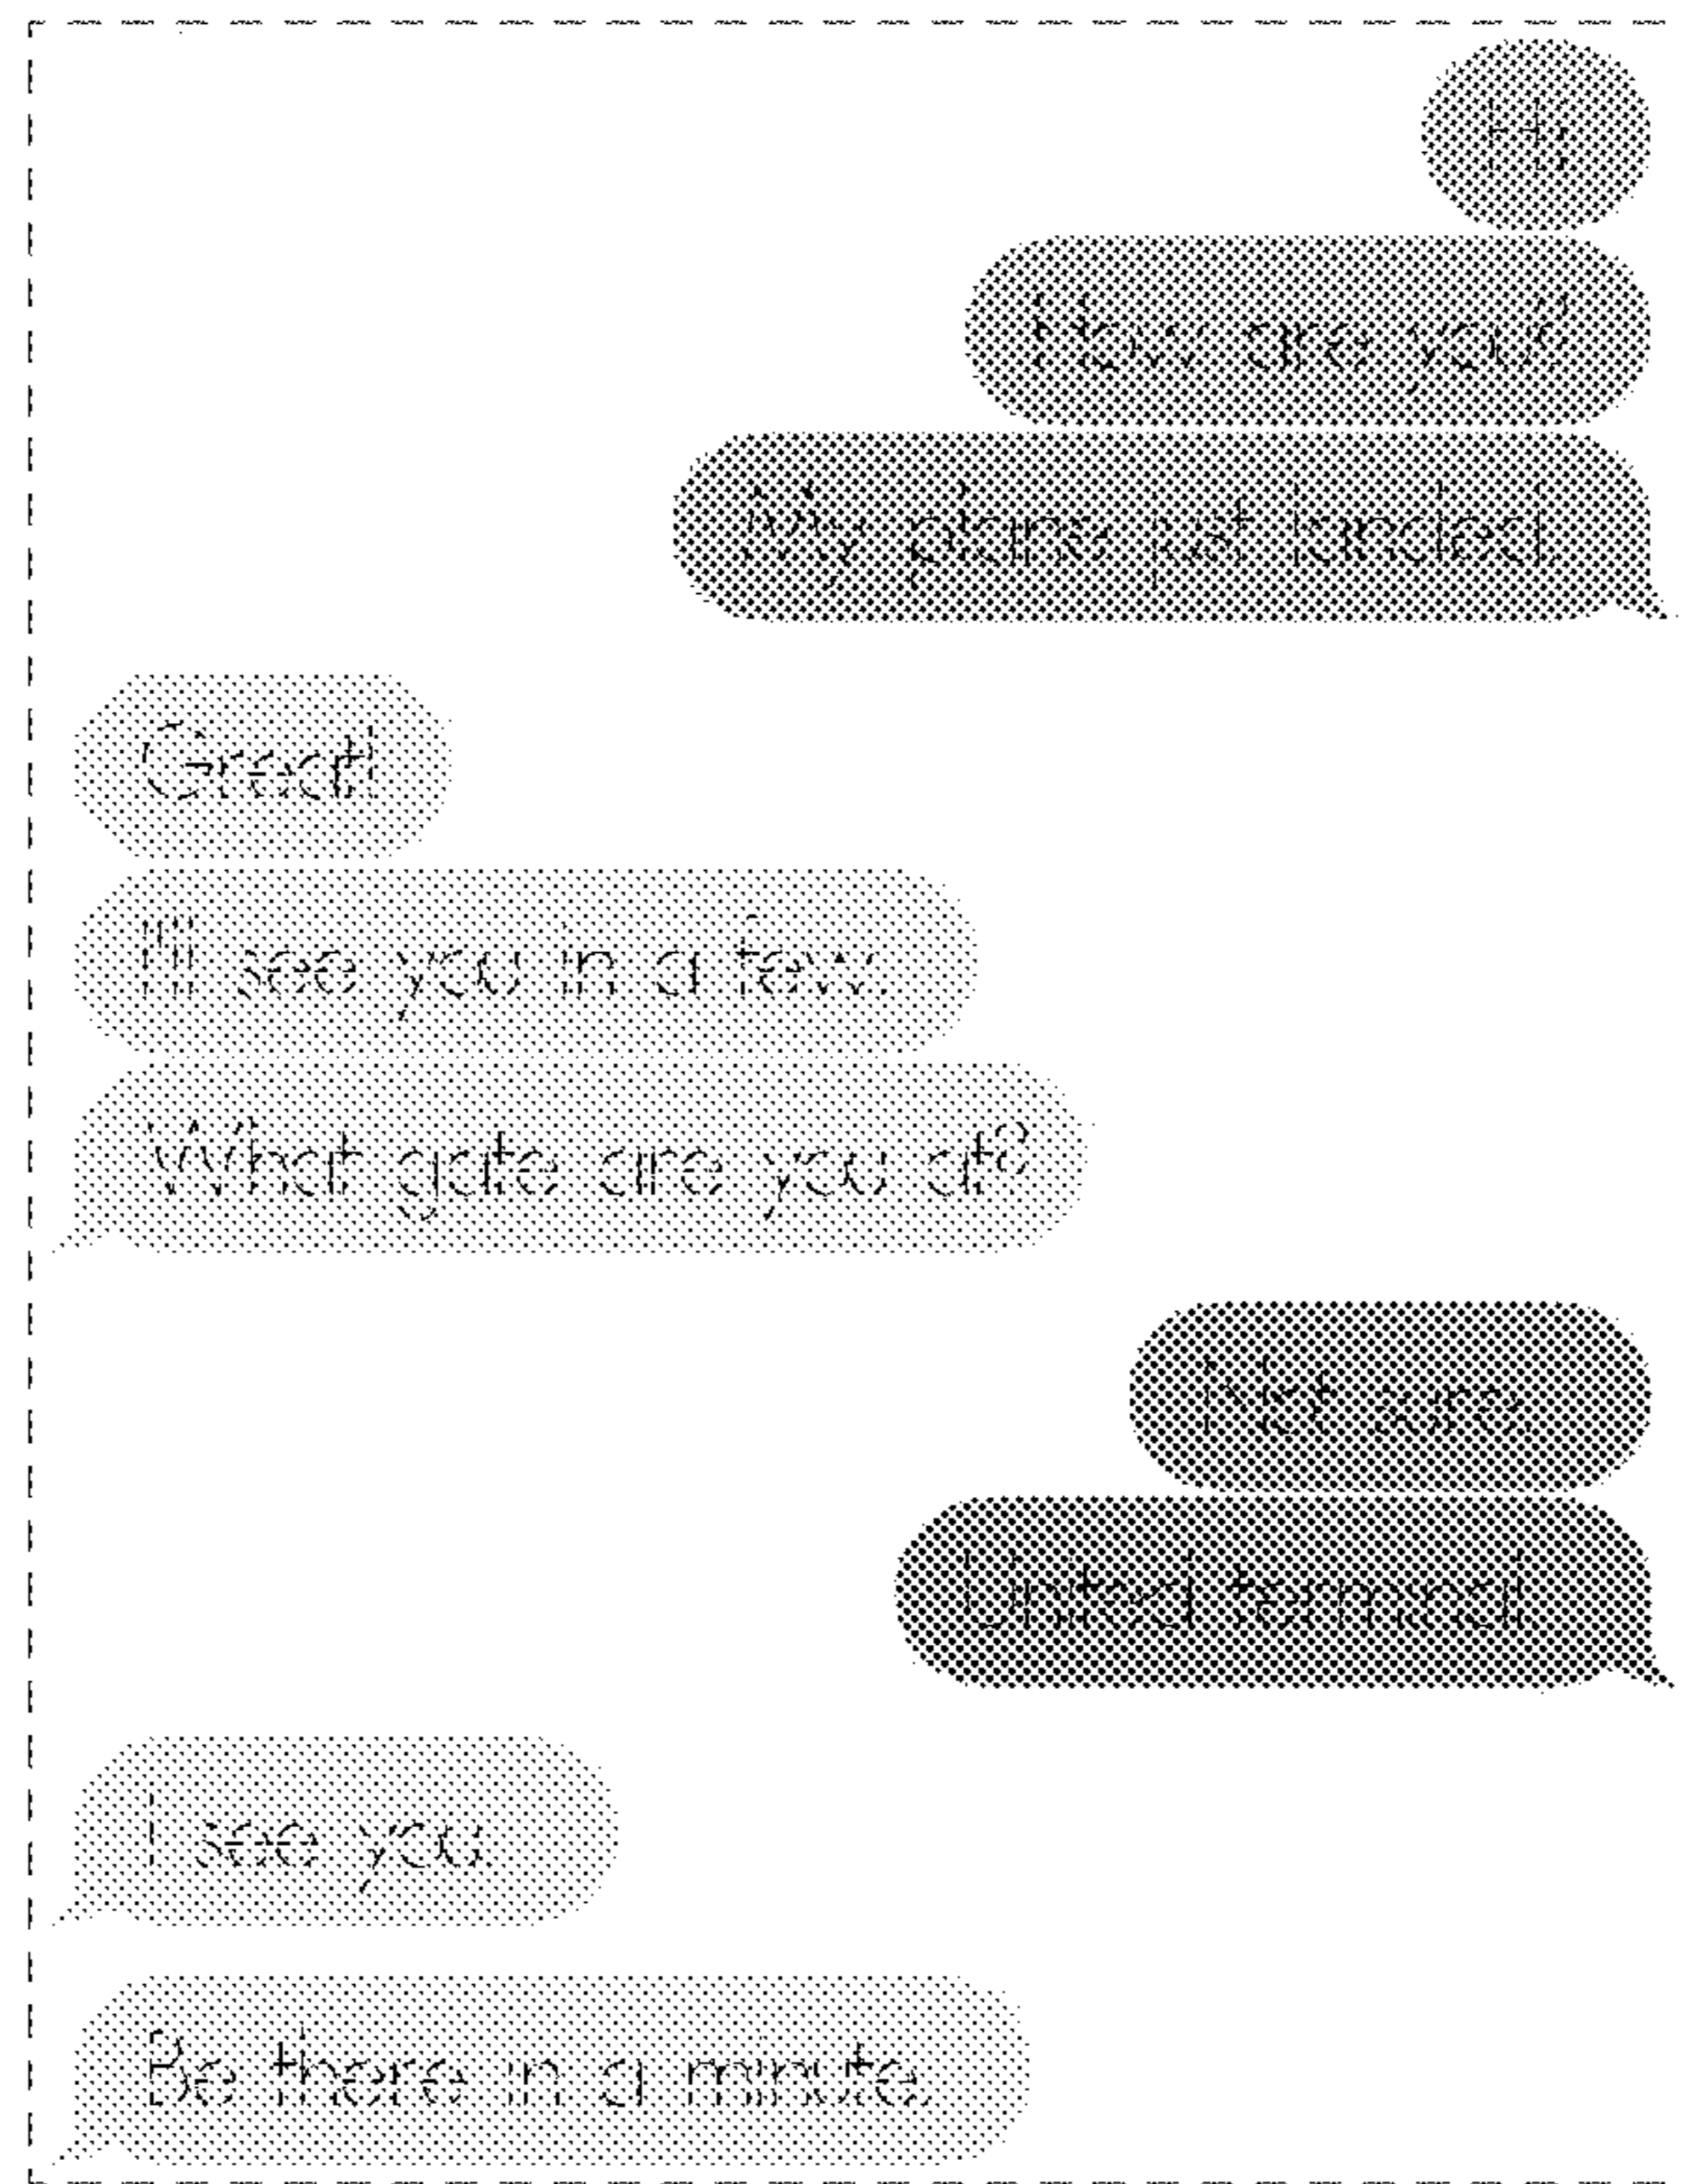 Hi
How are you?
My plane just landed.
Great!
I'll see you in a few.
What gate are you at?
Not sure.
United terminal.
I see you.
Be there in a minute.